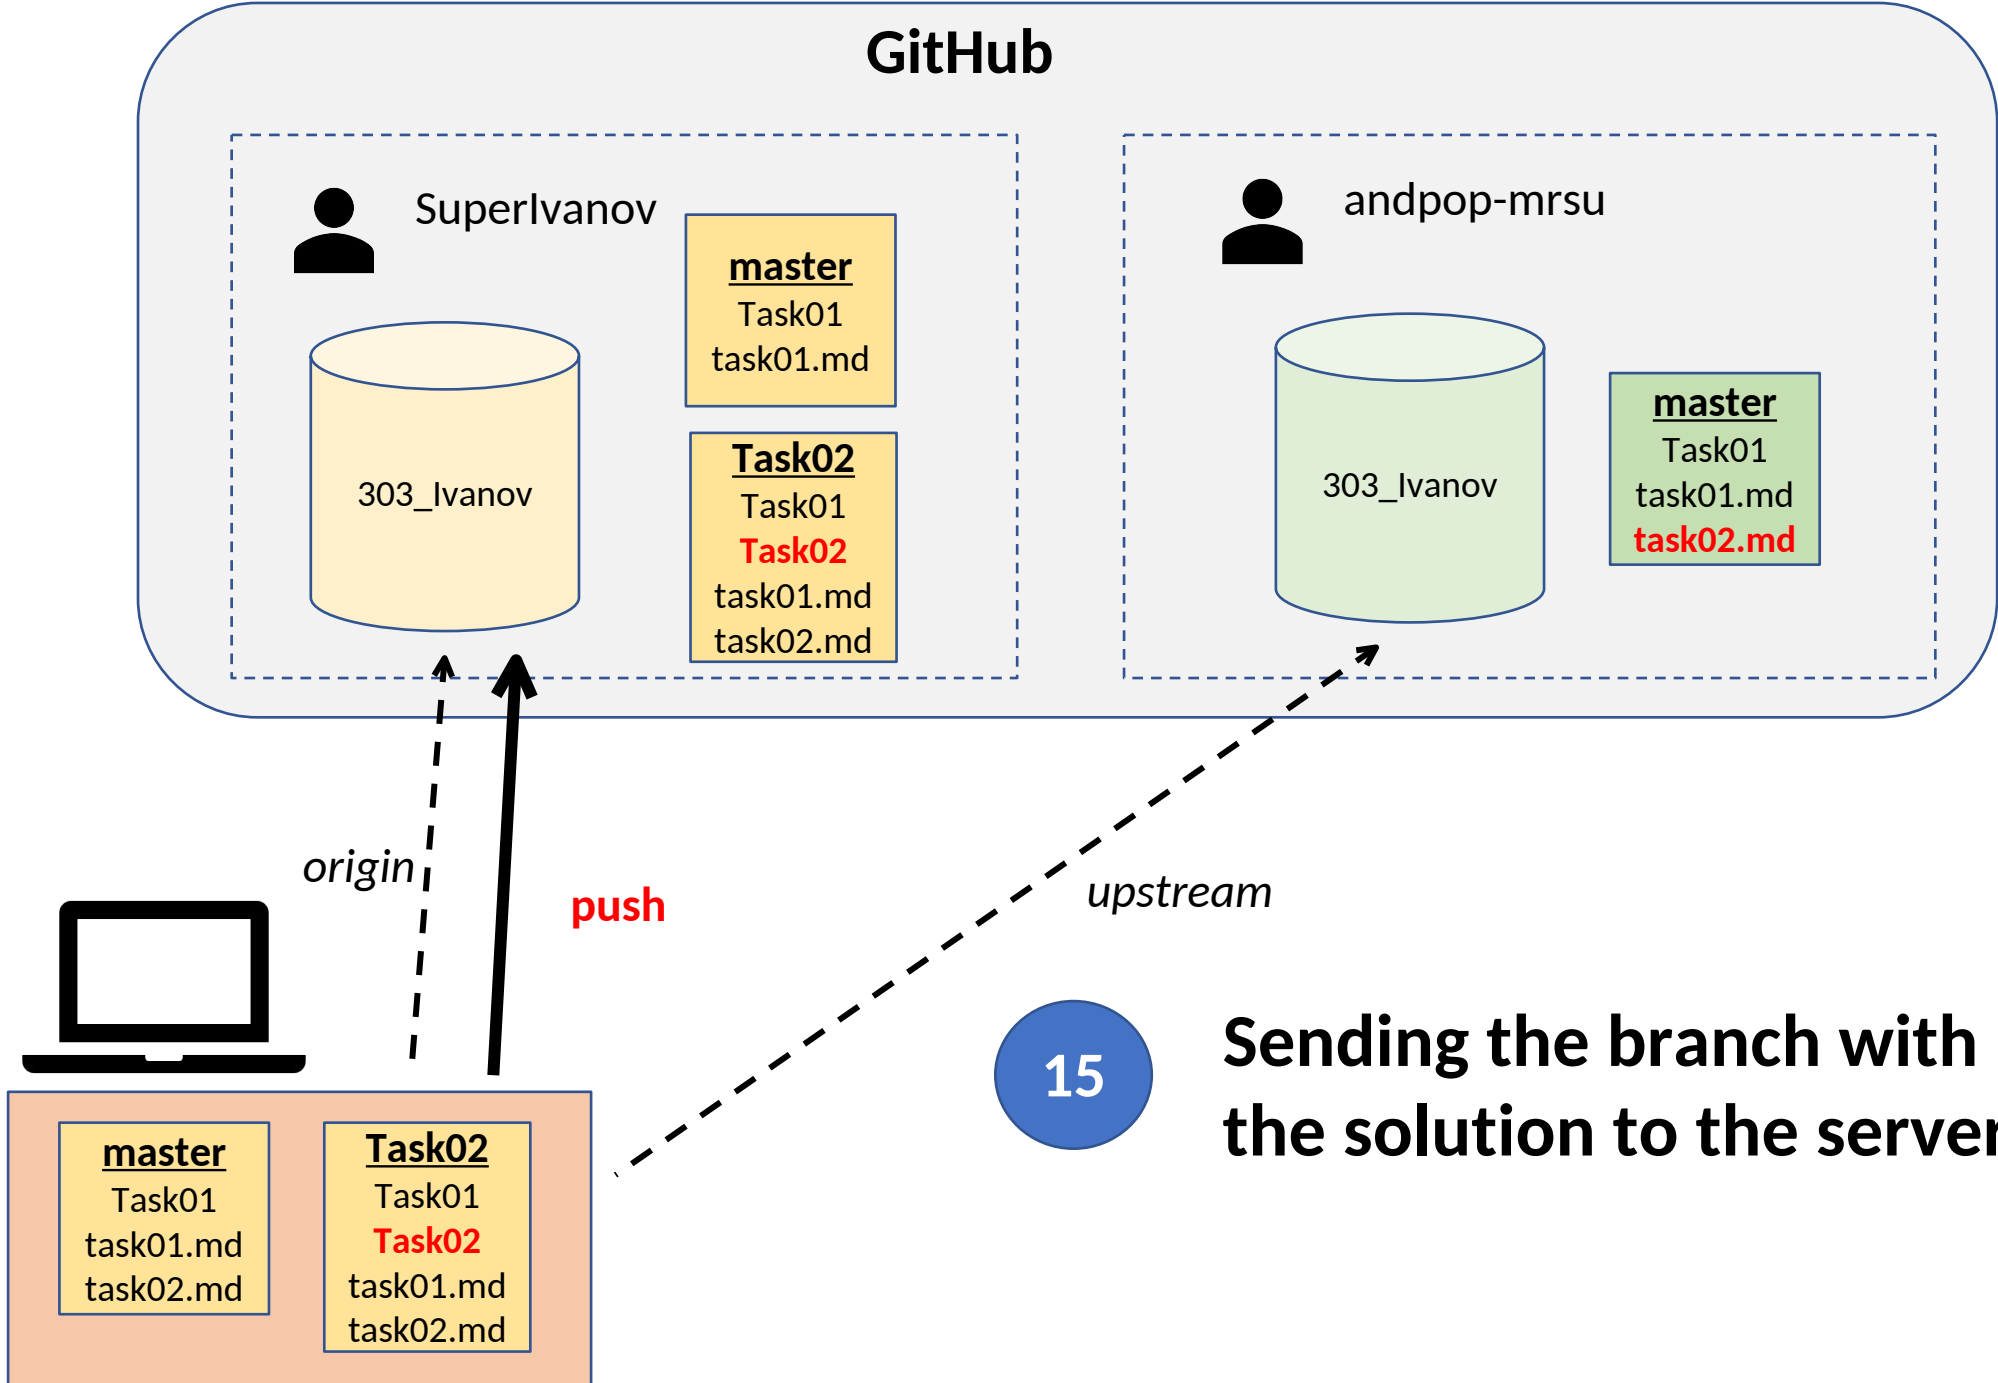 GitHub
SuperIvanov
master
Task01
task01.md
Task02
Task01
Task02
task01.md
task02.md
303_Ivanov
andpop-mrsu
303_Ivanov
master
Task01
task01.md
task02.md
origin
push
upstream
15
Sending the branch with
the solution to the server
master
Task01
task01.md
task02.md
Task02
Task01
Task02
task01.md
task02.md